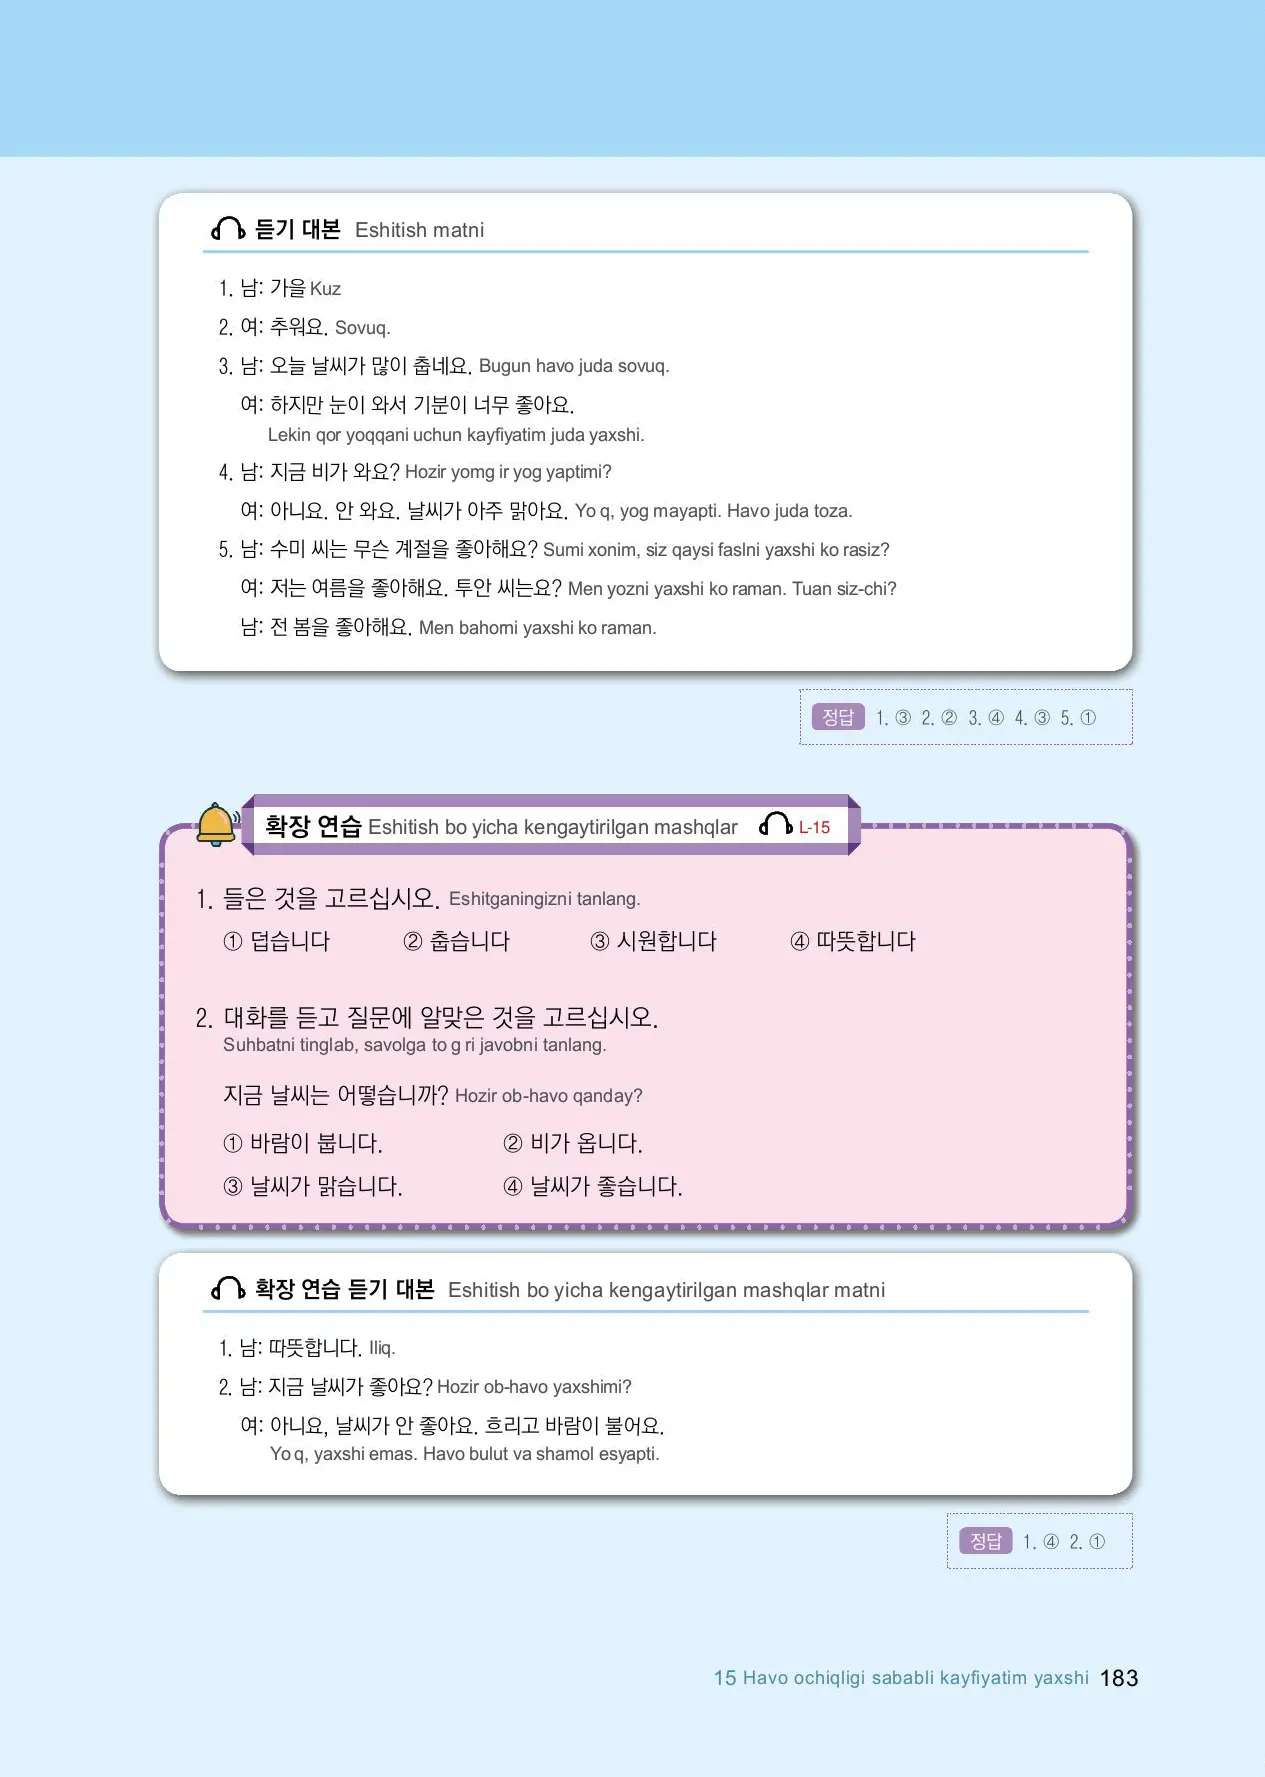 듣기 대본 Eshitish matni
1. 남: 가을 Kuz
2. 여: 추워요. Sovuq.
3. 남: 오늘 날씨가 많이 춥네요. Bugun havo juda sovuq.
여: 하지만 눈이 와서 기분이 너무 좋아요.
Lekin qor yoqqani uchun kayfiyatim juda yaxshi.
4. 남: 지금 비가 와요? Hozir yomg ir yog yaptimi?
여: 아니요. 안 와요. 날씨가 아주 맑아요. Yo q, yog mayapti. Havo juda toza.
5. 남: 수미 씨는 무슨 계절을 좋아해요? Sumi xonim, siz qaysi faslni yaxshi ko rasiz?
여: 저는 여름을 좋아해요. 투안 씨는요? Men yozni yaxshi ko raman. Tuan siz-chi?
남: 전 봄을 좋아해요. Men bahorni yaxshi ko raman.
정답 1. ③ 2. ② 3. ④ 4. ③ 5. ①
확장 연습 Eshitish bo yicha kengaytirilgan mashqlar L-15
1. 들은 것을 고르십시오. Eshitganingizni tanlang.
① 덥습니다 ② 춥습니다 ③ 시원합니다 ④ 따뜻합니다
2. 대화를 듣고 질문에 알맞은 것을 고르십시오.
Suhbatni tinglab, savolga to g ri javobni tanlang.
지금 날씨는 어떻습니까? Hozir ob-havo qanday?
① 바람이 붑니다. ② 비가 옵니다.
③ 날씨가 맑습니다. ④ 날씨가 좋습니다.
확장 연습 듣기 대본 Eshitish bo yicha kengaytirilgan mashqlar matni
1. 남: 따뜻합니다. Iliq.
2. 남: 지금 날씨가 좋아요? Hozir ob-havo yaxshimi?
여: 아니요, 날씨가 안 좋아요. 흐리고 바람이 불어요.
Yo q, yaxshi emas. Havo bulut va shamol esyapti.
정답 1. ④ 2. ①
15 Havo ochiqligi sababli kayfiyatim yaxshi 183